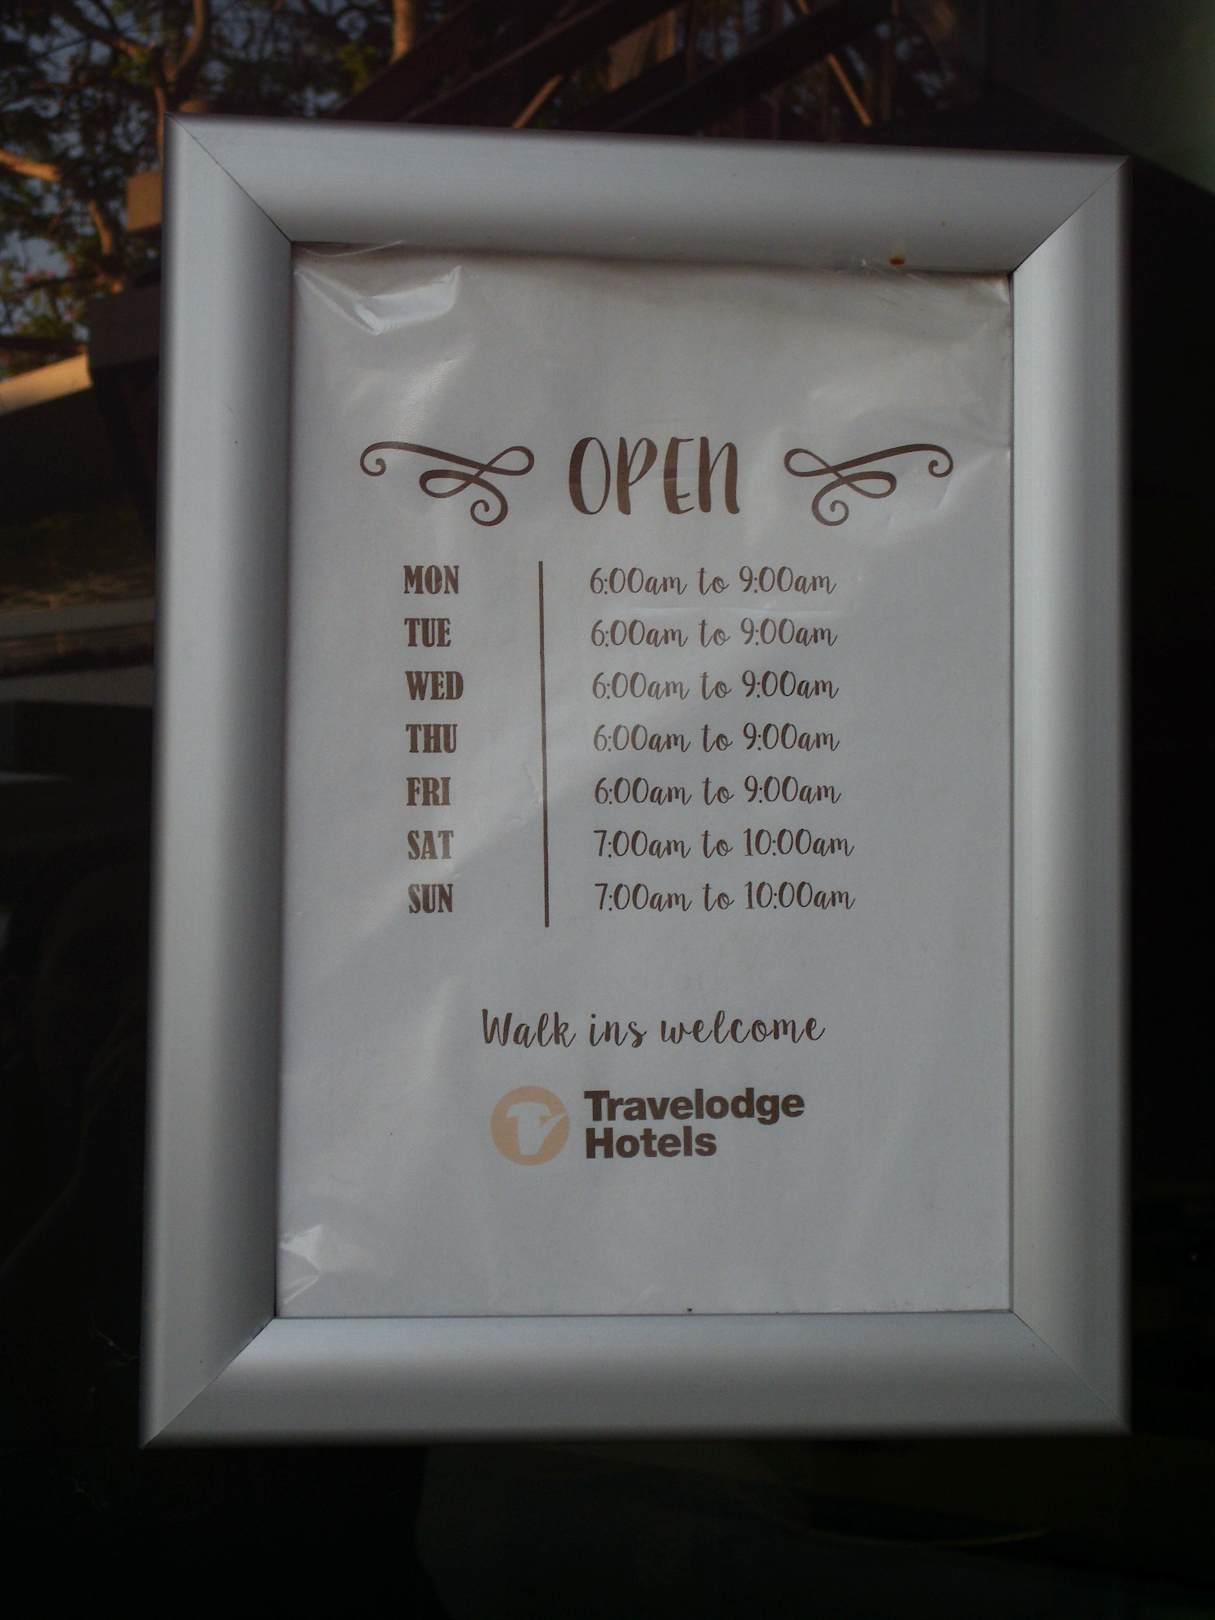 OPEN
MON 6:00am to 9:00am
TUE 6:00am to 9:00am
WED 6:00am to 9:00am
THU 6:00am to 9:00am
FRI 6:00am to 9:00am
SAT 7:00am to 10:00am
SUN 7:00am to 10:00am
Walk ins welcome
Travelodge
Hotels